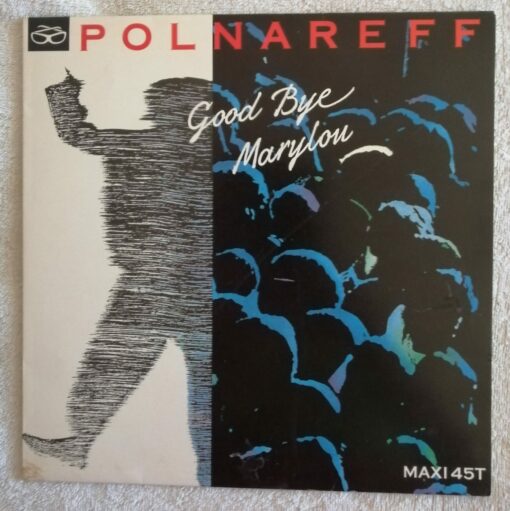 POLNAREFF
Good Bye
Marylou
MAXI 45T